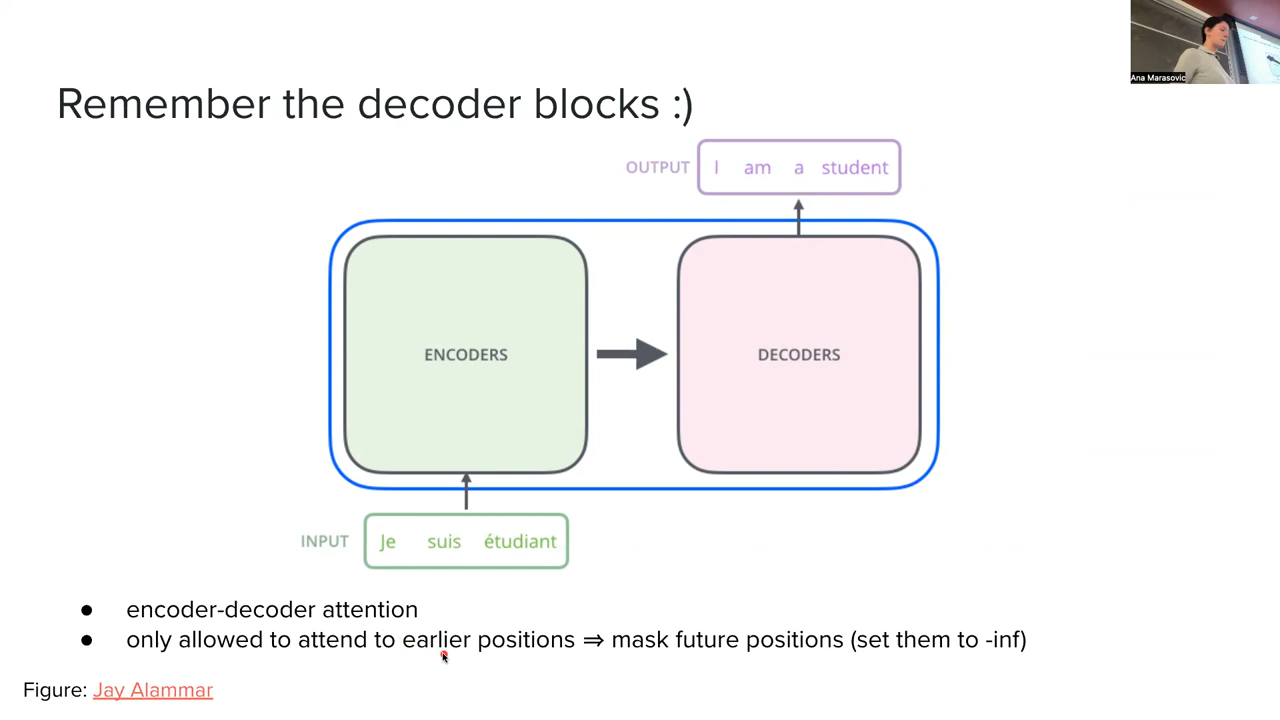 Ana Marasovic
Remember the decoder blocks :)
OUTPUT I am a student
ENCODERS
DECODERS
INPUT Je suis étudiant
● encoder-decoder attention
● only allowed to attend to earlier positions ⇒ mask future positions (set them to -inf)
Figure: Jay Alammar